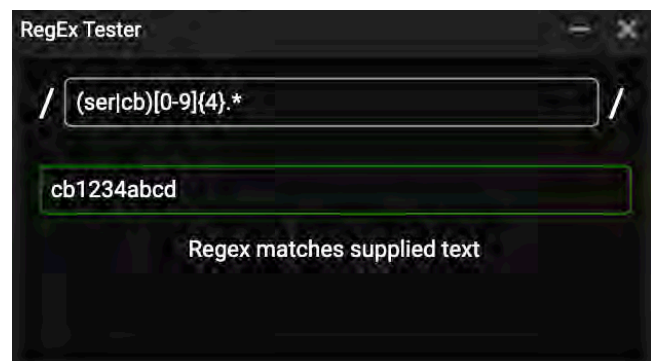 RegEx Tester
/ (ser|cb)[0-9]{4}.* /
cb1234abcd
Regex matches supplied text